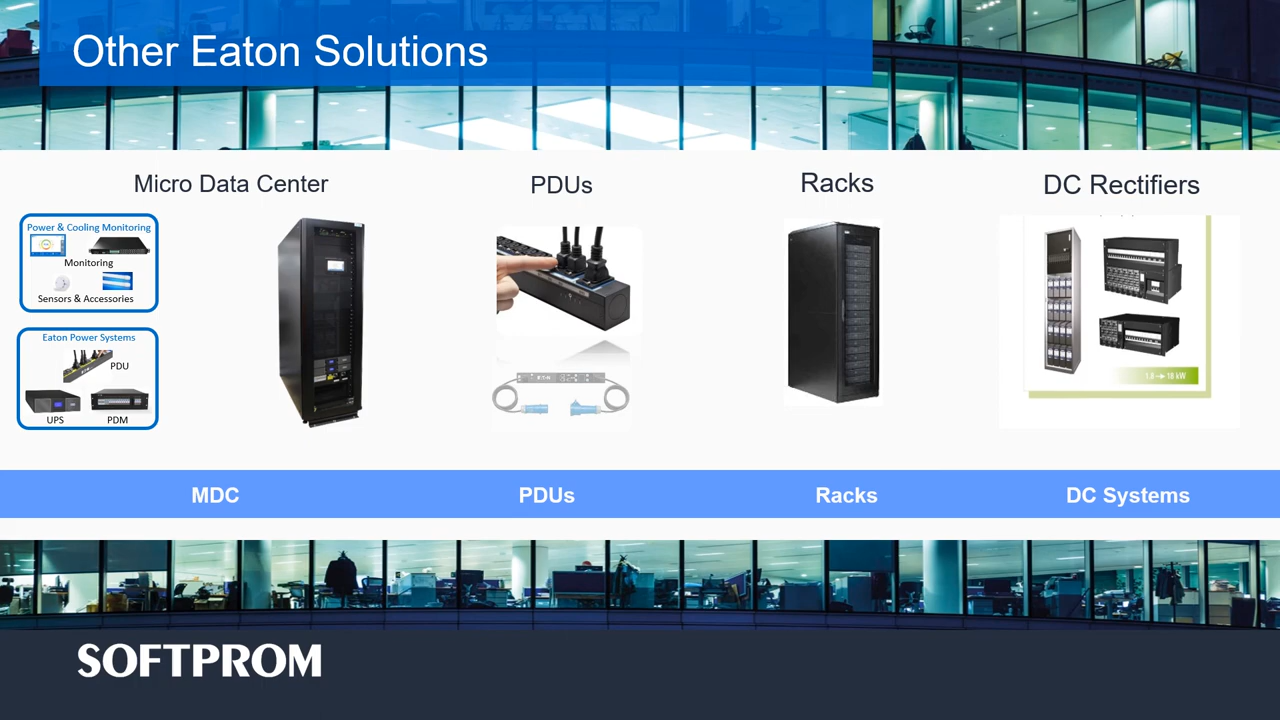 Other Eaton Solutions
Micro Data Center
PDUs
Racks
DC Rectifiers
Power & Cooling Monitoring
Monitoring
Sensors & Accessories
Eaton Power Systems
PDU
UPS
PDM
1.8 → 18 kW
MDC
PDUs
Racks
DC Systems
SOFTPROM